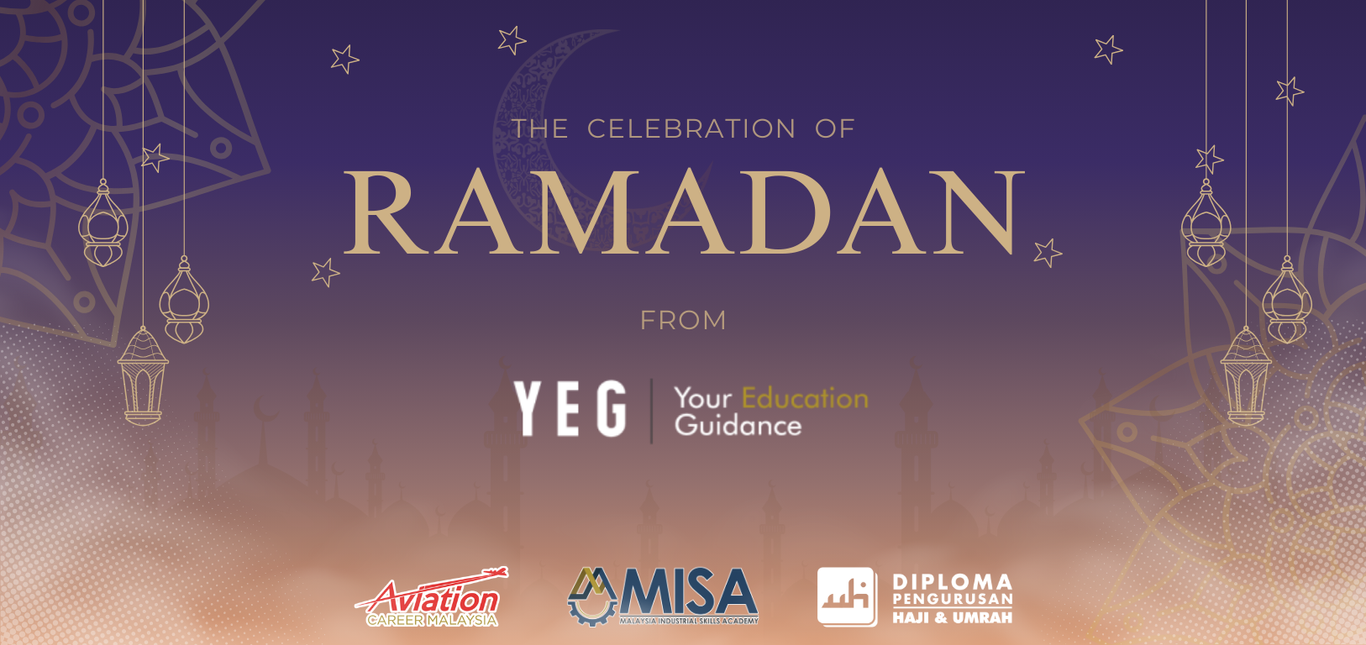 THE CELEBRATION OF
RAMADAN
FROM
YEG
Your Education
Guidance
Aviation
CAREER MALAYSIA
MISA
MALAYSIA INDUSTRIAL SKILLS ACADEMY
DIPLOMA
PENGURUSAN
HAJI & UMRAH